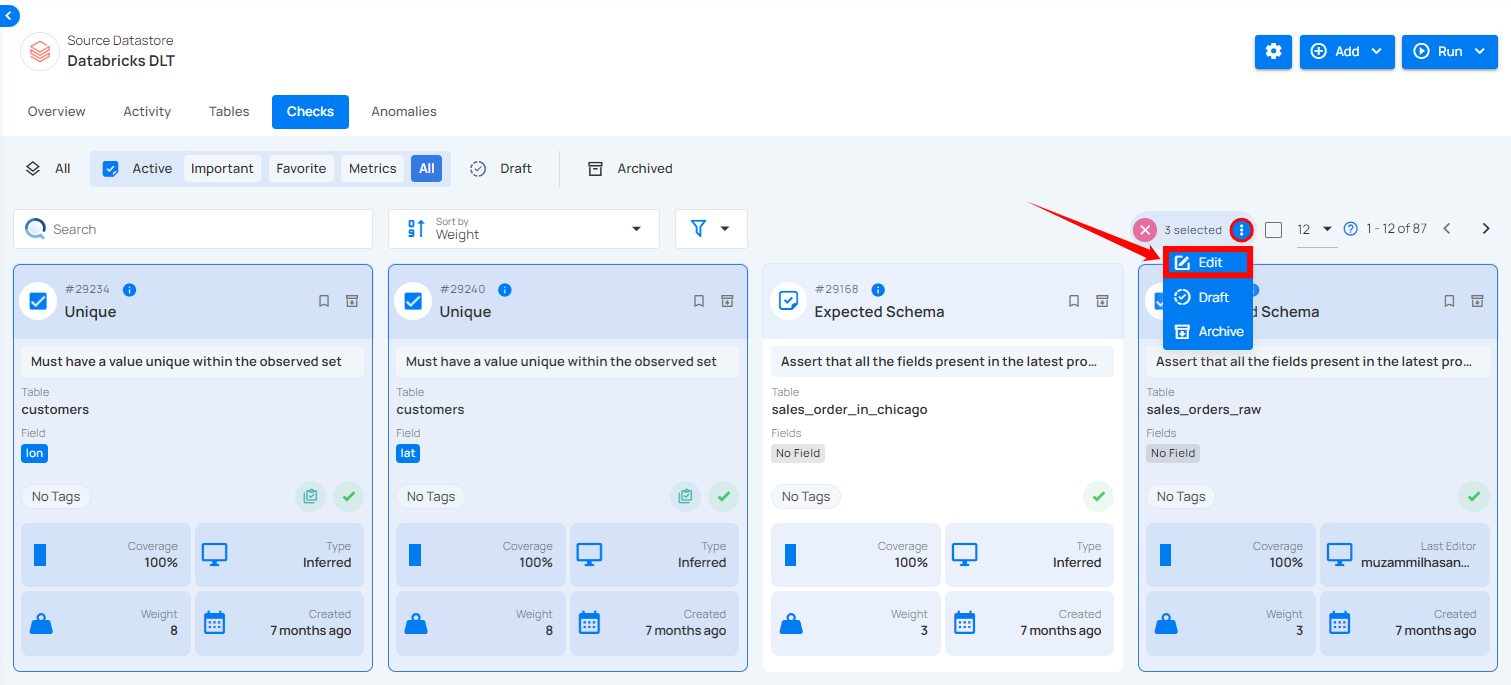 Source Datastore
Databricks DLT
Add
Run
Overview Activity Tables Checks Anomalies
All Active Important Favorite Metrics All Draft Archived
Search
Sort by
Weight
3 selected 12 1 - 12 of 87
Edit
Draft
Archive
#29234
Unique
Must have a value unique within the observed set
Table
customers
Field
lon
No Tags
Coverage
100%
Type
Inferred
Weight
8
Created
7 months ago
#29240
Unique
Must have a value unique within the observed set
Table
customers
Field
lat
No Tags
Coverage
100%
Type
Inferred
Weight
8
Created
7 months ago
#29168
Expected Schema
Assert that all the fields present in the latest pro...
Table
sales_order_in_chicago
Fields
No Field
No Tags
Coverage
100%
Type
Inferred
Weight
3
Created
7 months ago
Schema
Assert that all the fields present in the latest pro...
Table
sales_orders_raw
Fields
No Field
No Tags
Coverage
100%
Last Editor
muzammilhasan...
Weight
3
Created
7 months ago